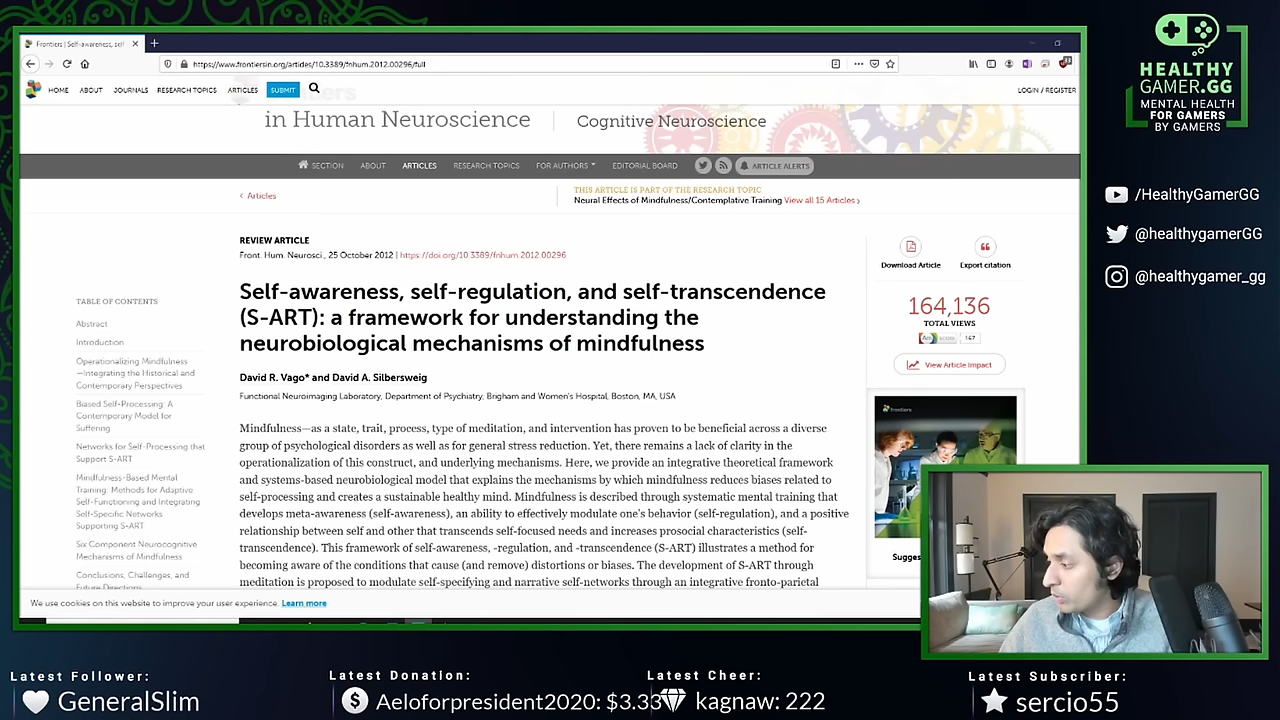 Frontiers | Self-awareness, self
https://www.frontiersin.org/articles/10.3389/fnhum.2012.00296/full
HOME ABOUT JOURNALS RESEARCH TOPICS ARTICLES SUBMIT LOGIN / REGISTER
in Human Neuroscience Cognitive Neuroscience
SECTION ABOUT ARTICLES RESEARCH TOPICS FOR AUTHORS EDITORIAL BOARD ARTICLE ALERTS
‹ Articles
THIS ARTICLE IS PART OF THE RESEARCH TOPIC
Neural Effects of Mindfulness/Contemplative Training View all 15 Articles ›
REVIEW ARTICLE
Front. Hum. Neurosci., 25 October 2012 | https://doi.org/10.3389/fnhum.2012.00296
Self-awareness, self-regulation, and self-transcendence
(S-ART): a framework for understanding the
neurobiological mechanisms of mindfulness
David R. Vago* and David A. Silbersweig
Functional Neuroimaging Laboratory, Department of Psychiatry, Brigham and Women's Hospital, Boston, MA, USA
Mindfulness—as a state, trait, process, type of meditation, and intervention has proven to be beneficial across a diverse
group of psychological disorders as well as for general stress reduction. Yet, there remains a lack of clarity in the
operationalization of this construct, and underlying mechanisms. Here, we provide an integrative theoretical framework
and systems-based neurobiological model that explains the mechanisms by which mindfulness reduces biases related to
self-processing and creates a sustainable healthy mind. Mindfulness is described through systematic mental training that
develops meta-awareness (self-awareness), an ability to effectively modulate one's behavior (self-regulation), and a positive
relationship between self and other that transcends self-focused needs and increases prosocial characteristics (self-
transcendence). This framework of self-awareness, -regulation, and -transcendence (S-ART) illustrates a method for
becoming aware of the conditions that cause (and remove) distortions or biases. The development of S-ART through
meditation is proposed to modulate self-specifying and narrative self-networks through an integrative fronto-parietal
TABLE OF CONTENTS
Abstract
Introduction
Operationalizing Mindfulness
—Integrating the Historical and
Contemporary Perspectives
Biased Self-Processing: A
Contemporary Model for
Suffering
Networks for Self-Processing that
Support S-ART
Mindfulness-Based Mental
Training: Methods for Adaptive
Self-Functioning and Integrating
Self-Specific Networks
Supporting S-ART
Six Component Neurocognitive
Mechanisms of Mindfulness
Conclusions, Challenges, and
Future Directions
Download Article Export citation
164,136
TOTAL VIEWS
View Article Impact
frontiers
Sugges
We use cookies on this website to improve your user experience. Learn more
HEALTHY
GAMER.GG
MENTAL HEALTH
FOR GAMERS
BY GAMERS
/HealthyGamerGG
@healthygamerGG
@healthygamer_gg
Latest Follower:
GeneralSlim
Latest Donation:
Aeloforpresident2020: $3.33
Latest Cheer:
kagnaw: 222
Latest Subscriber:
sercio55